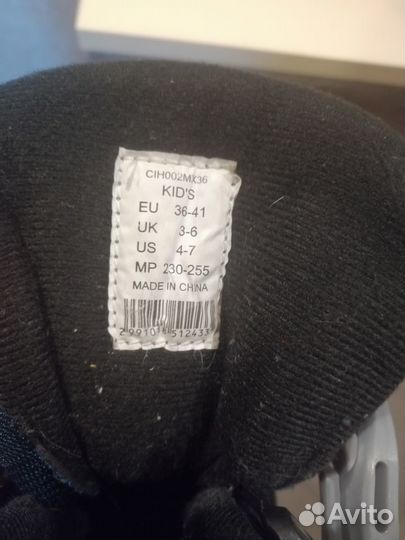 CIH002MX36
KID'S
EU 36-41
UK 3-6
US 4-7
MP 230-255
MADE IN CHINA
Avito